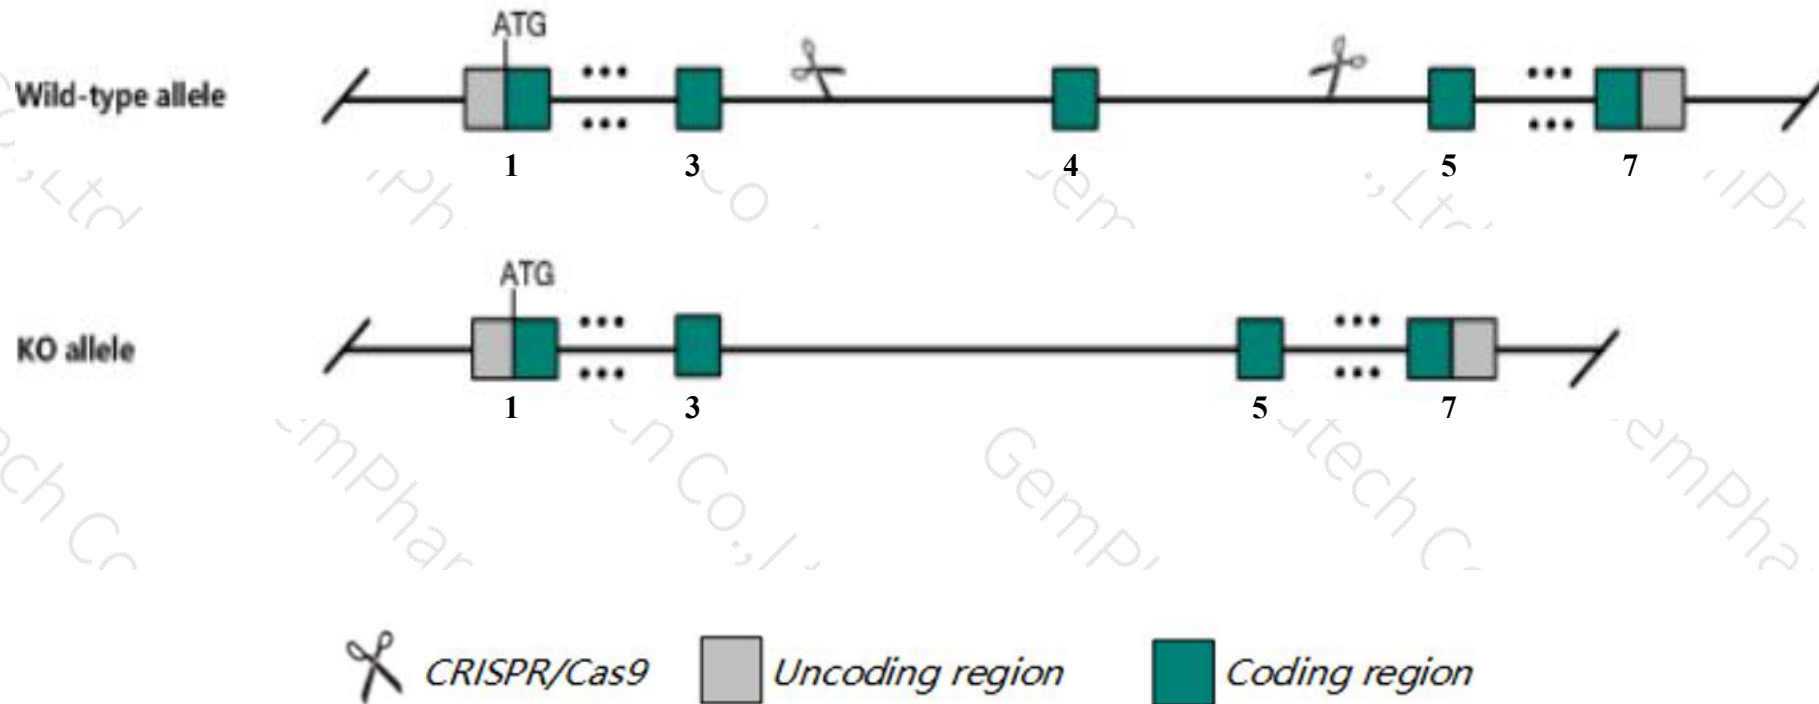 ATG
Wild-type allele
1 3 4 5 7
ATG
KO allele
1 3 5 7
CRISPR/Cas9 Uncoding region Coding region